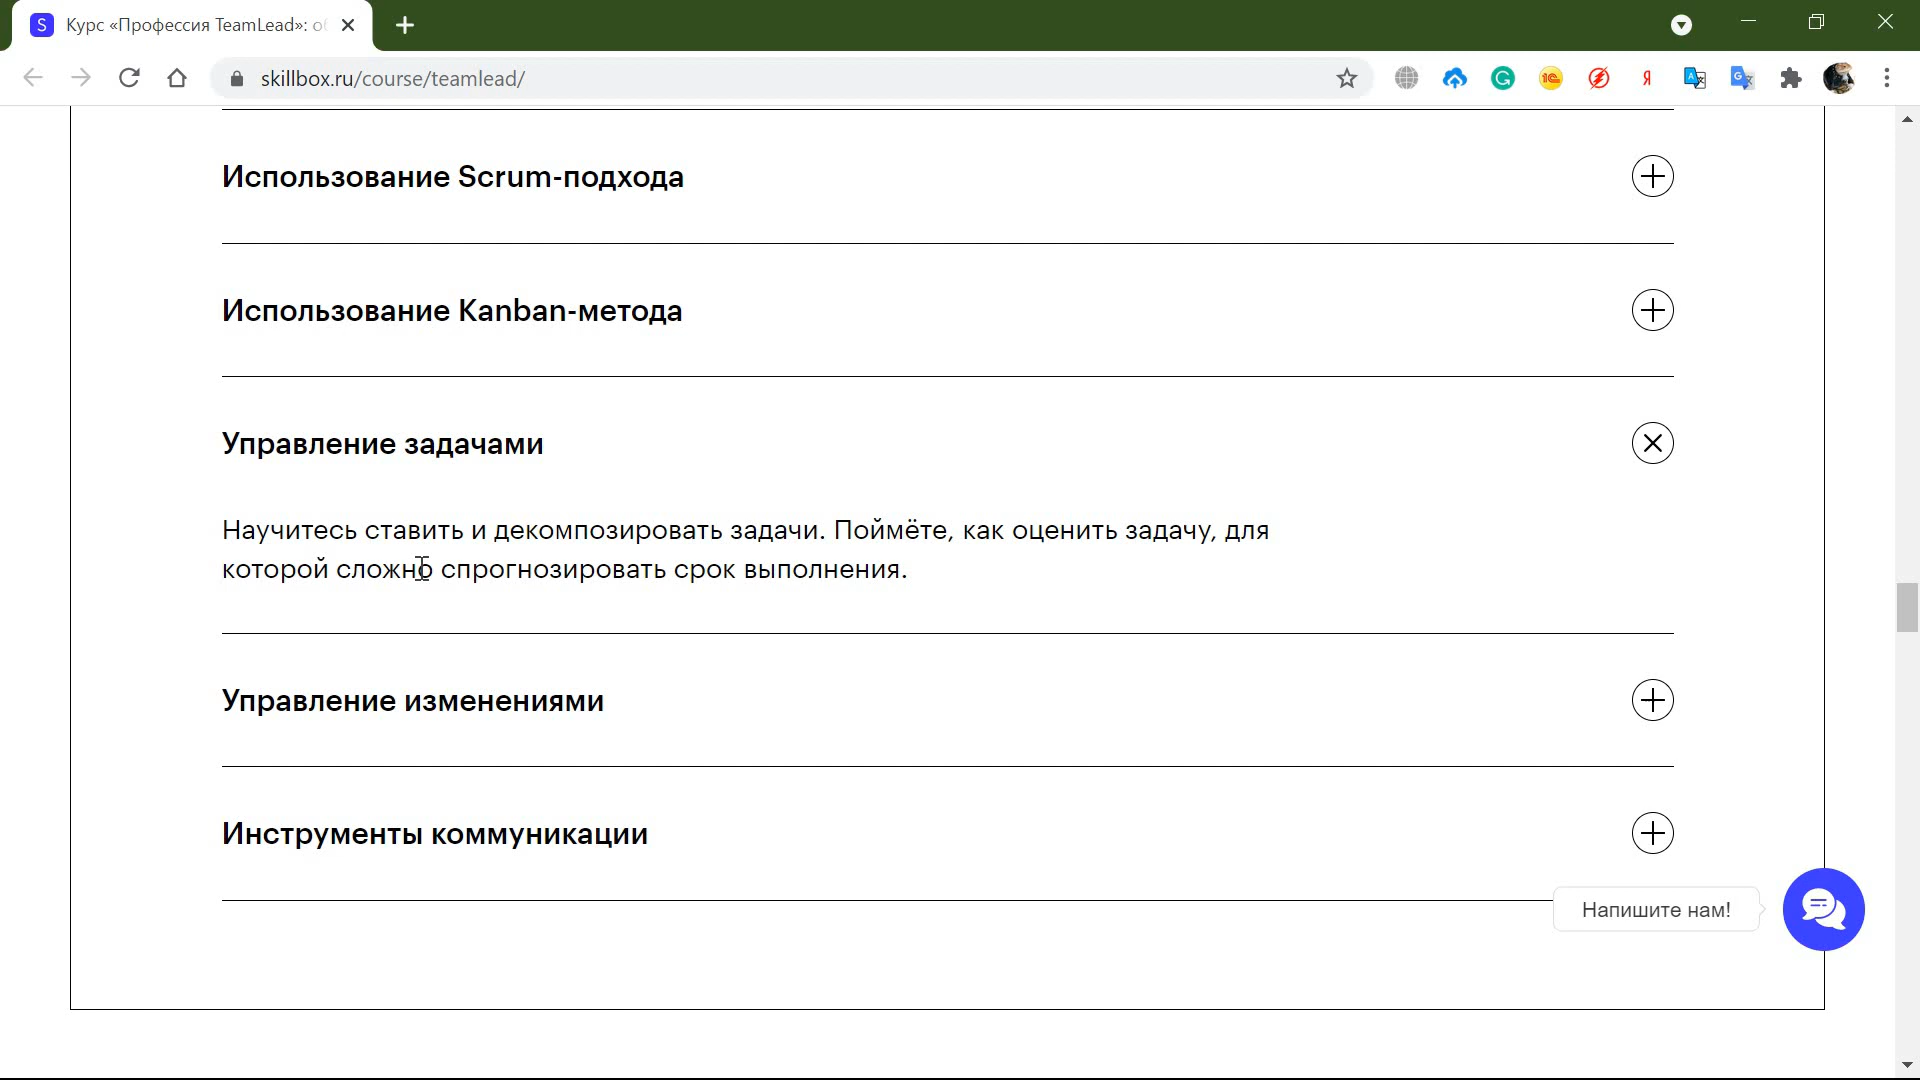 Курс «Профессия TeamLead»: об
skillbox.ru/course/teamlead/
Использование Scrum-подхода
Использование Kanban-метода
Управление задачами
Научитесь ставить и декомпозировать задачи. Поймёте, как оценить задачу, для
которой сложно спрогнозировать срок выполнения.
Управление изменениями
Инструменты коммуникации
Напишите нам!